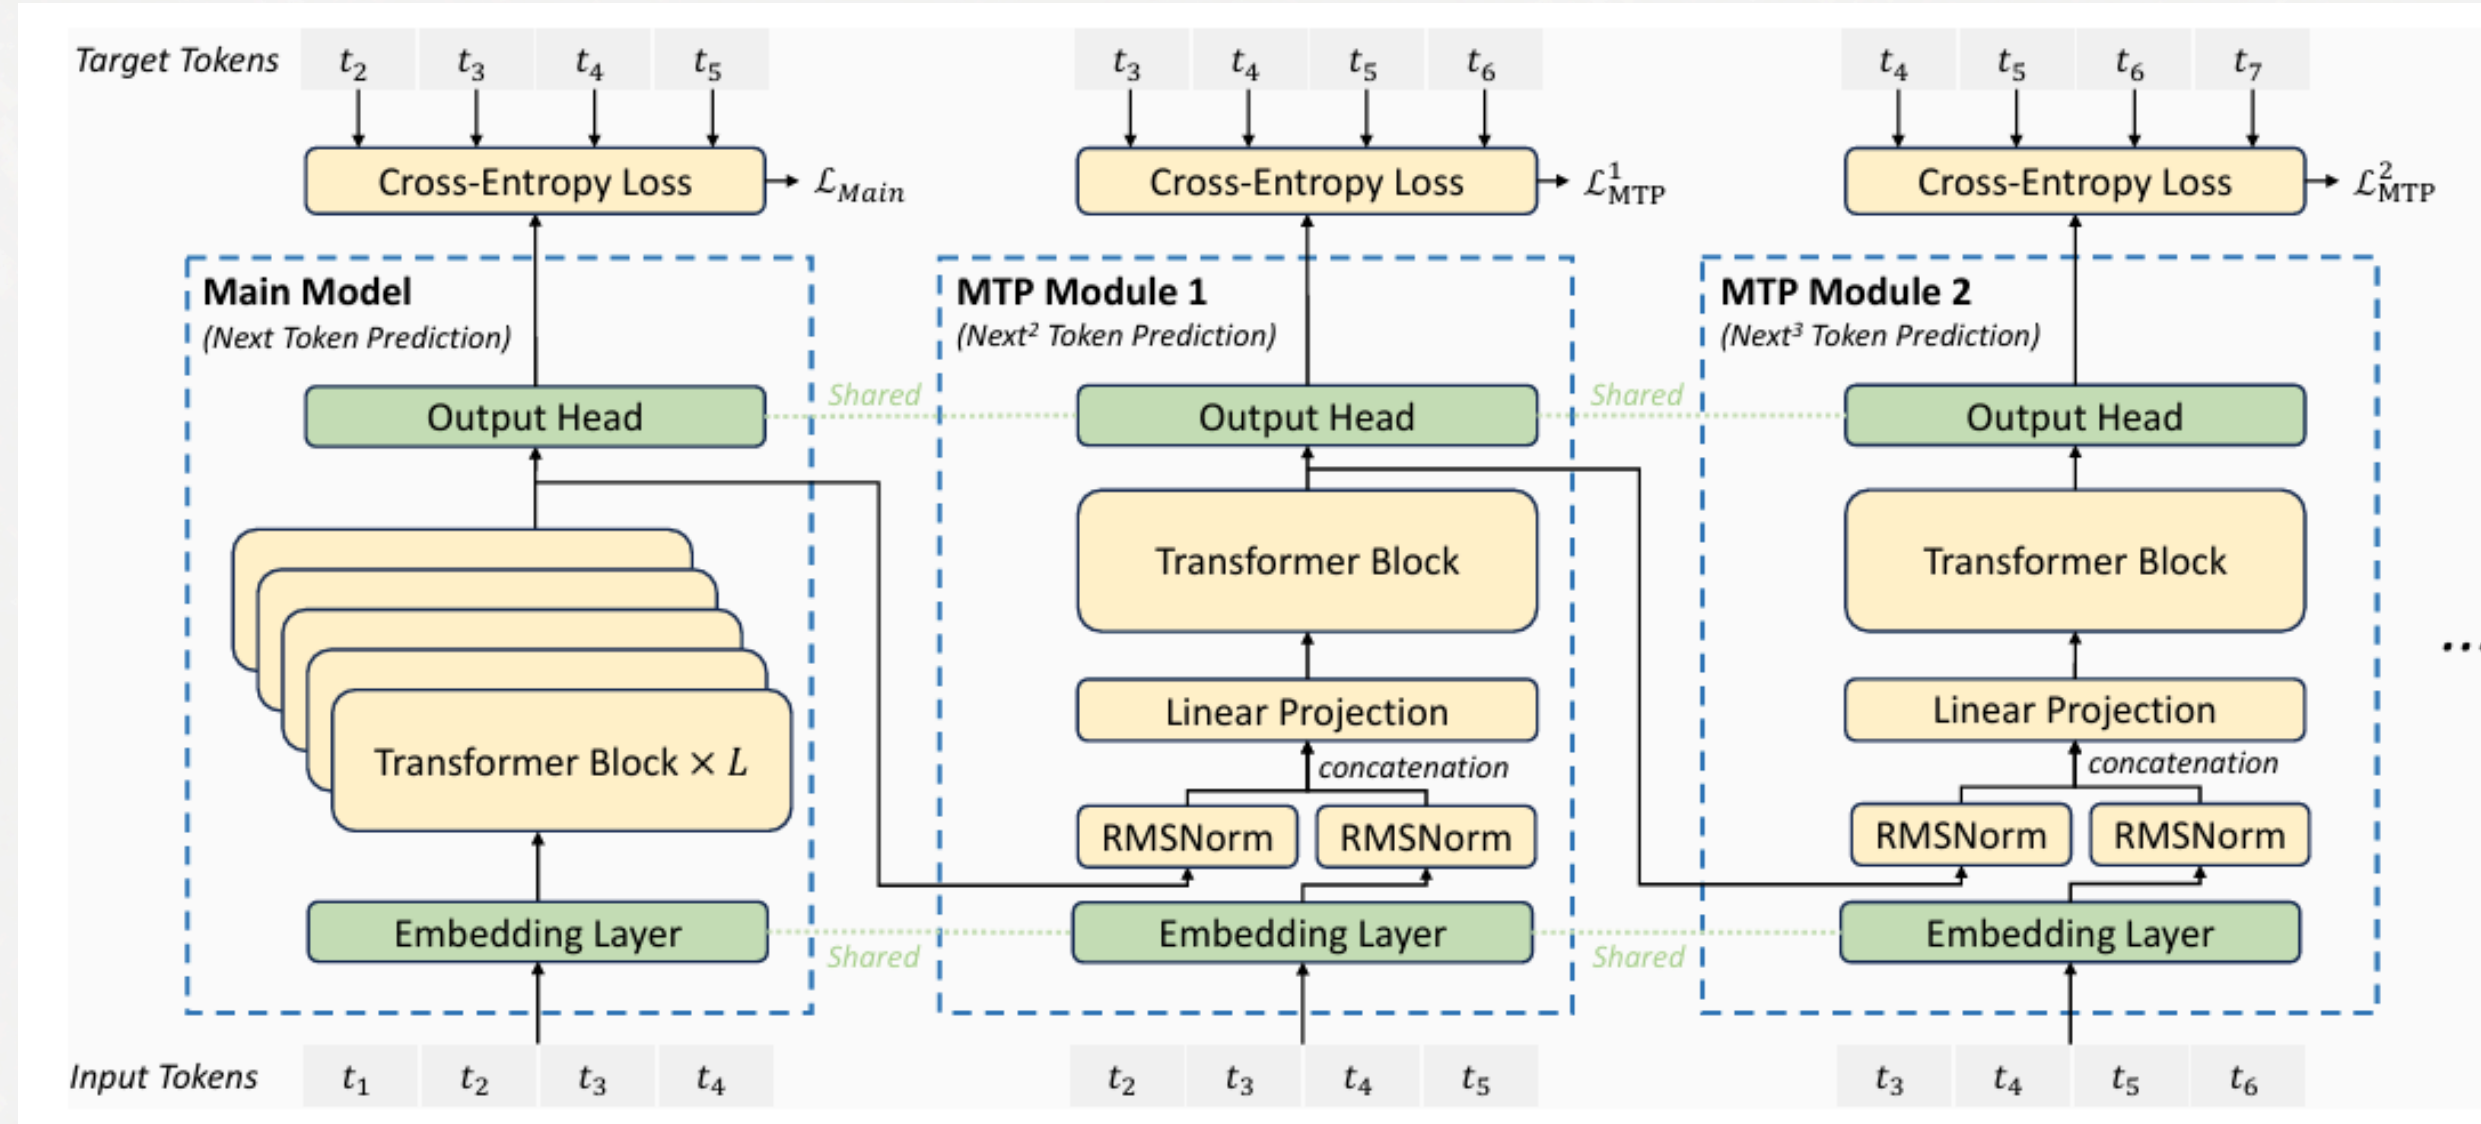 Target Tokens t₂ t₃ t₄ t₅ t₃ t₄ t₅ t₆ t₄ t₅ t₆ t₇
Cross-Entropy Loss ℒ_Main Cross-Entropy Loss ℒ¹_MTP Cross-Entropy Loss ℒ²_MTP
Main Model MTP Module 1 MTP Module 2
(Next Token Prediction) (Next² Token Prediction) (Next³ Token Prediction)
Shared Shared
Output Head Output Head Output Head
Transformer Block Transformer Block
...
Linear Projection Linear Projection
Transformer Block × L concatenation concatenation
RMSNorm RMSNorm RMSNorm RMSNorm
Embedding Layer Embedding Layer Embedding Layer
Shared Shared
Input Tokens t₁ t₂ t₃ t₄ t₂ t₃ t₄ t₅ t₃ t₄ t₅ t₆